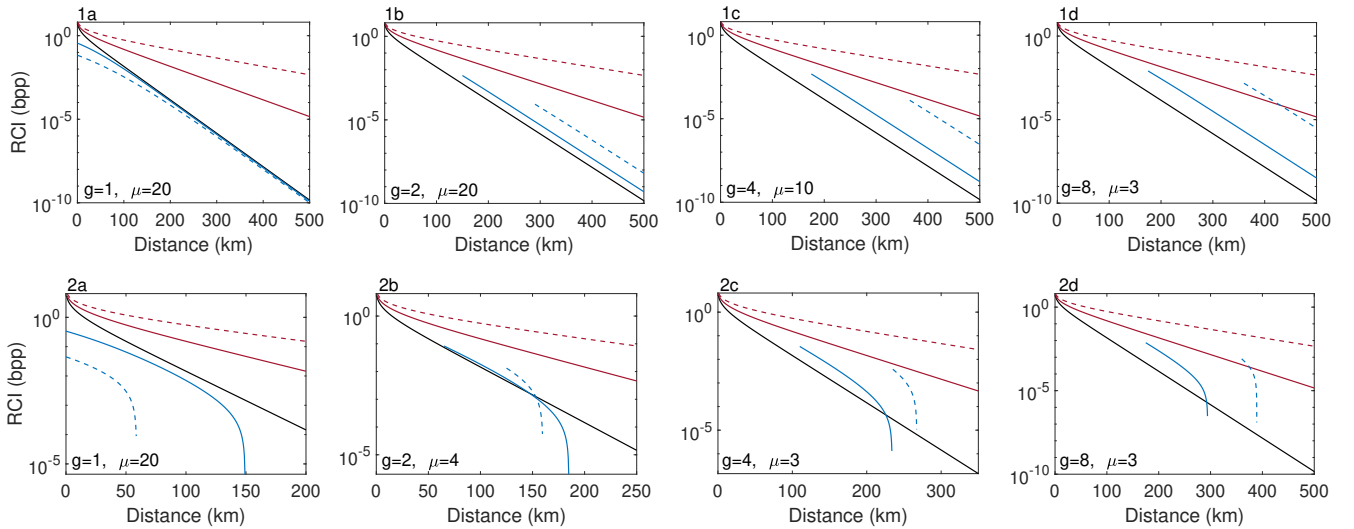 1a
1b
1c
1d
RCI (bpp)
10^0
10^-5
10^-10
g=1, μ=20
0 100 200 300 400 500
Distance (km)
10^0
10^-5
10^-10
g=2, μ=20
0 100 200 300 400 500
Distance (km)
10^0
10^-5
10^-10
g=4, μ=10
0 100 200 300 400 500
Distance (km)
10^0
10^-5
10^-10
g=8, μ=3
0 100 200 300 400 500
Distance (km)
2a
2b
2c
2d
RCI (bpp)
10^0
10^-5
g=1, μ=20
0 50 100 150 200
Distance (km)
10^0
10^-5
g=2, μ=4
0 50 100 150 200 250
Distance (km)
10^0
10^-5
g=4, μ=3
0 100 200 300
Distance (km)
10^0
10^-5
10^-10
g=8, μ=3
0 100 200 300 400 500
Distance (km)